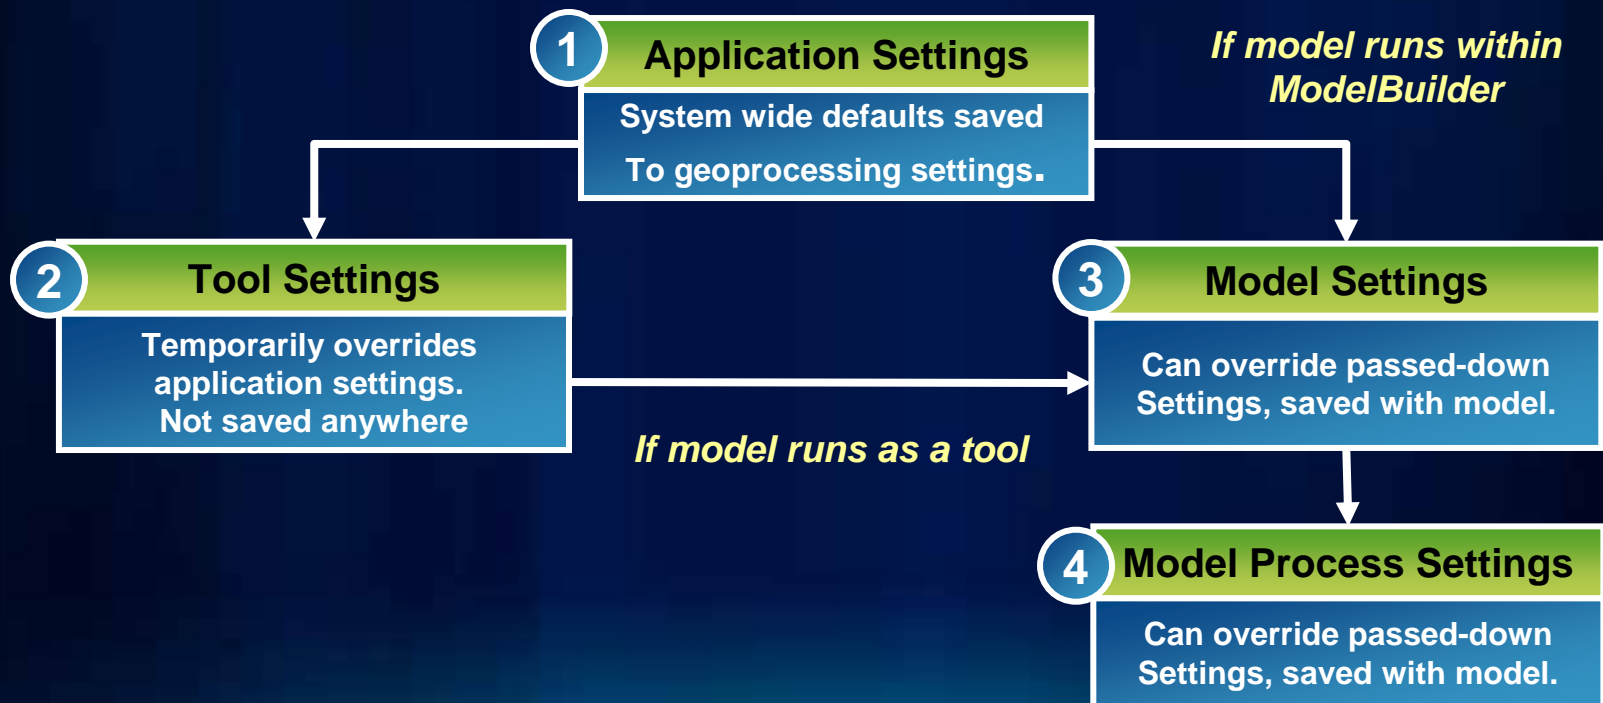 1
Application Settings
System wide defaults saved
To geoprocessing settings.
If model runs within
ModelBuilder
2
Tool Settings
Temporarily overrides
application settings.
Not saved anywhere
If model runs as a tool
3
Model Settings
Can override passed-down
Settings, saved with model.
4
Model Process Settings
Can override passed-down
Settings, saved with model.